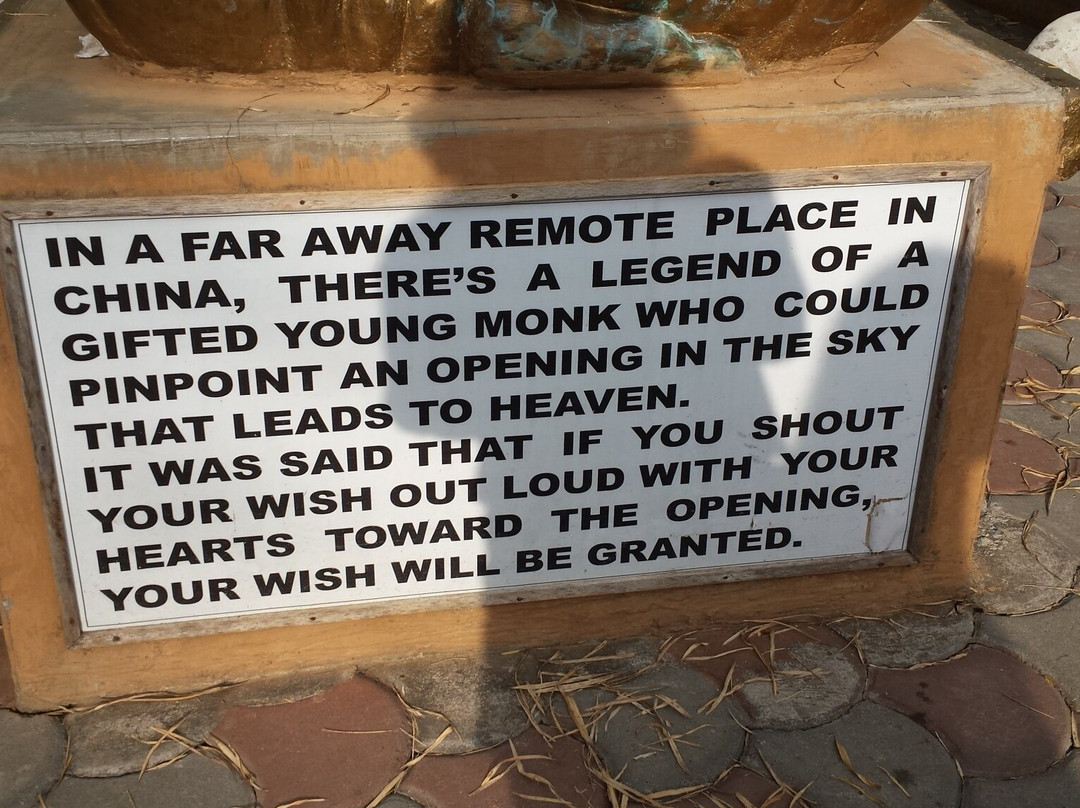 IN A FAR AWAY REMOTE PLACE IN
CHINA, THERE'S A LEGEND OF A
GIFTED YOUNG MONK WHO COULD
PINPOINT AN OPENING IN THE SKY
THAT LEADS TO HEAVEN.
IT WAS SAID THAT IF YOU SHOUT
YOUR WISH OUT LOUD WITH YOUR
HEARTS TOWARD THE OPENING,
YOUR WISH WILL BE GRANTED.